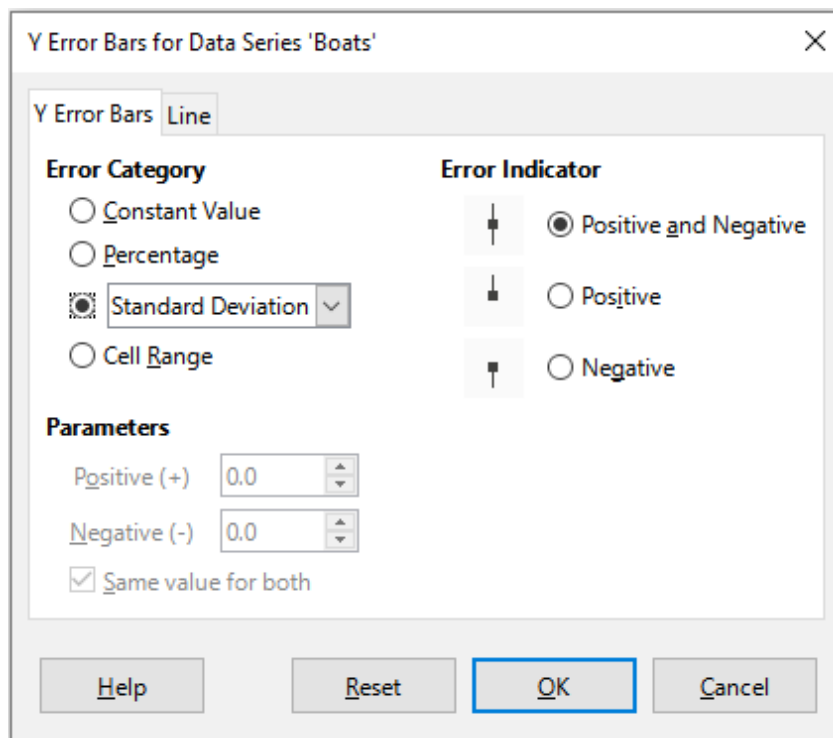 Y Error Bars for Data Series 'Boats'
Y Error Bars Line
Error Category
Constant Value
Percentage
Standard Deviation
Cell Range
Error Indicator
Positive and Negative
Positive
Negative
Parameters
Positive (+) 0.0
Negative (-) 0.0
Same value for both
Help Reset OK Cancel